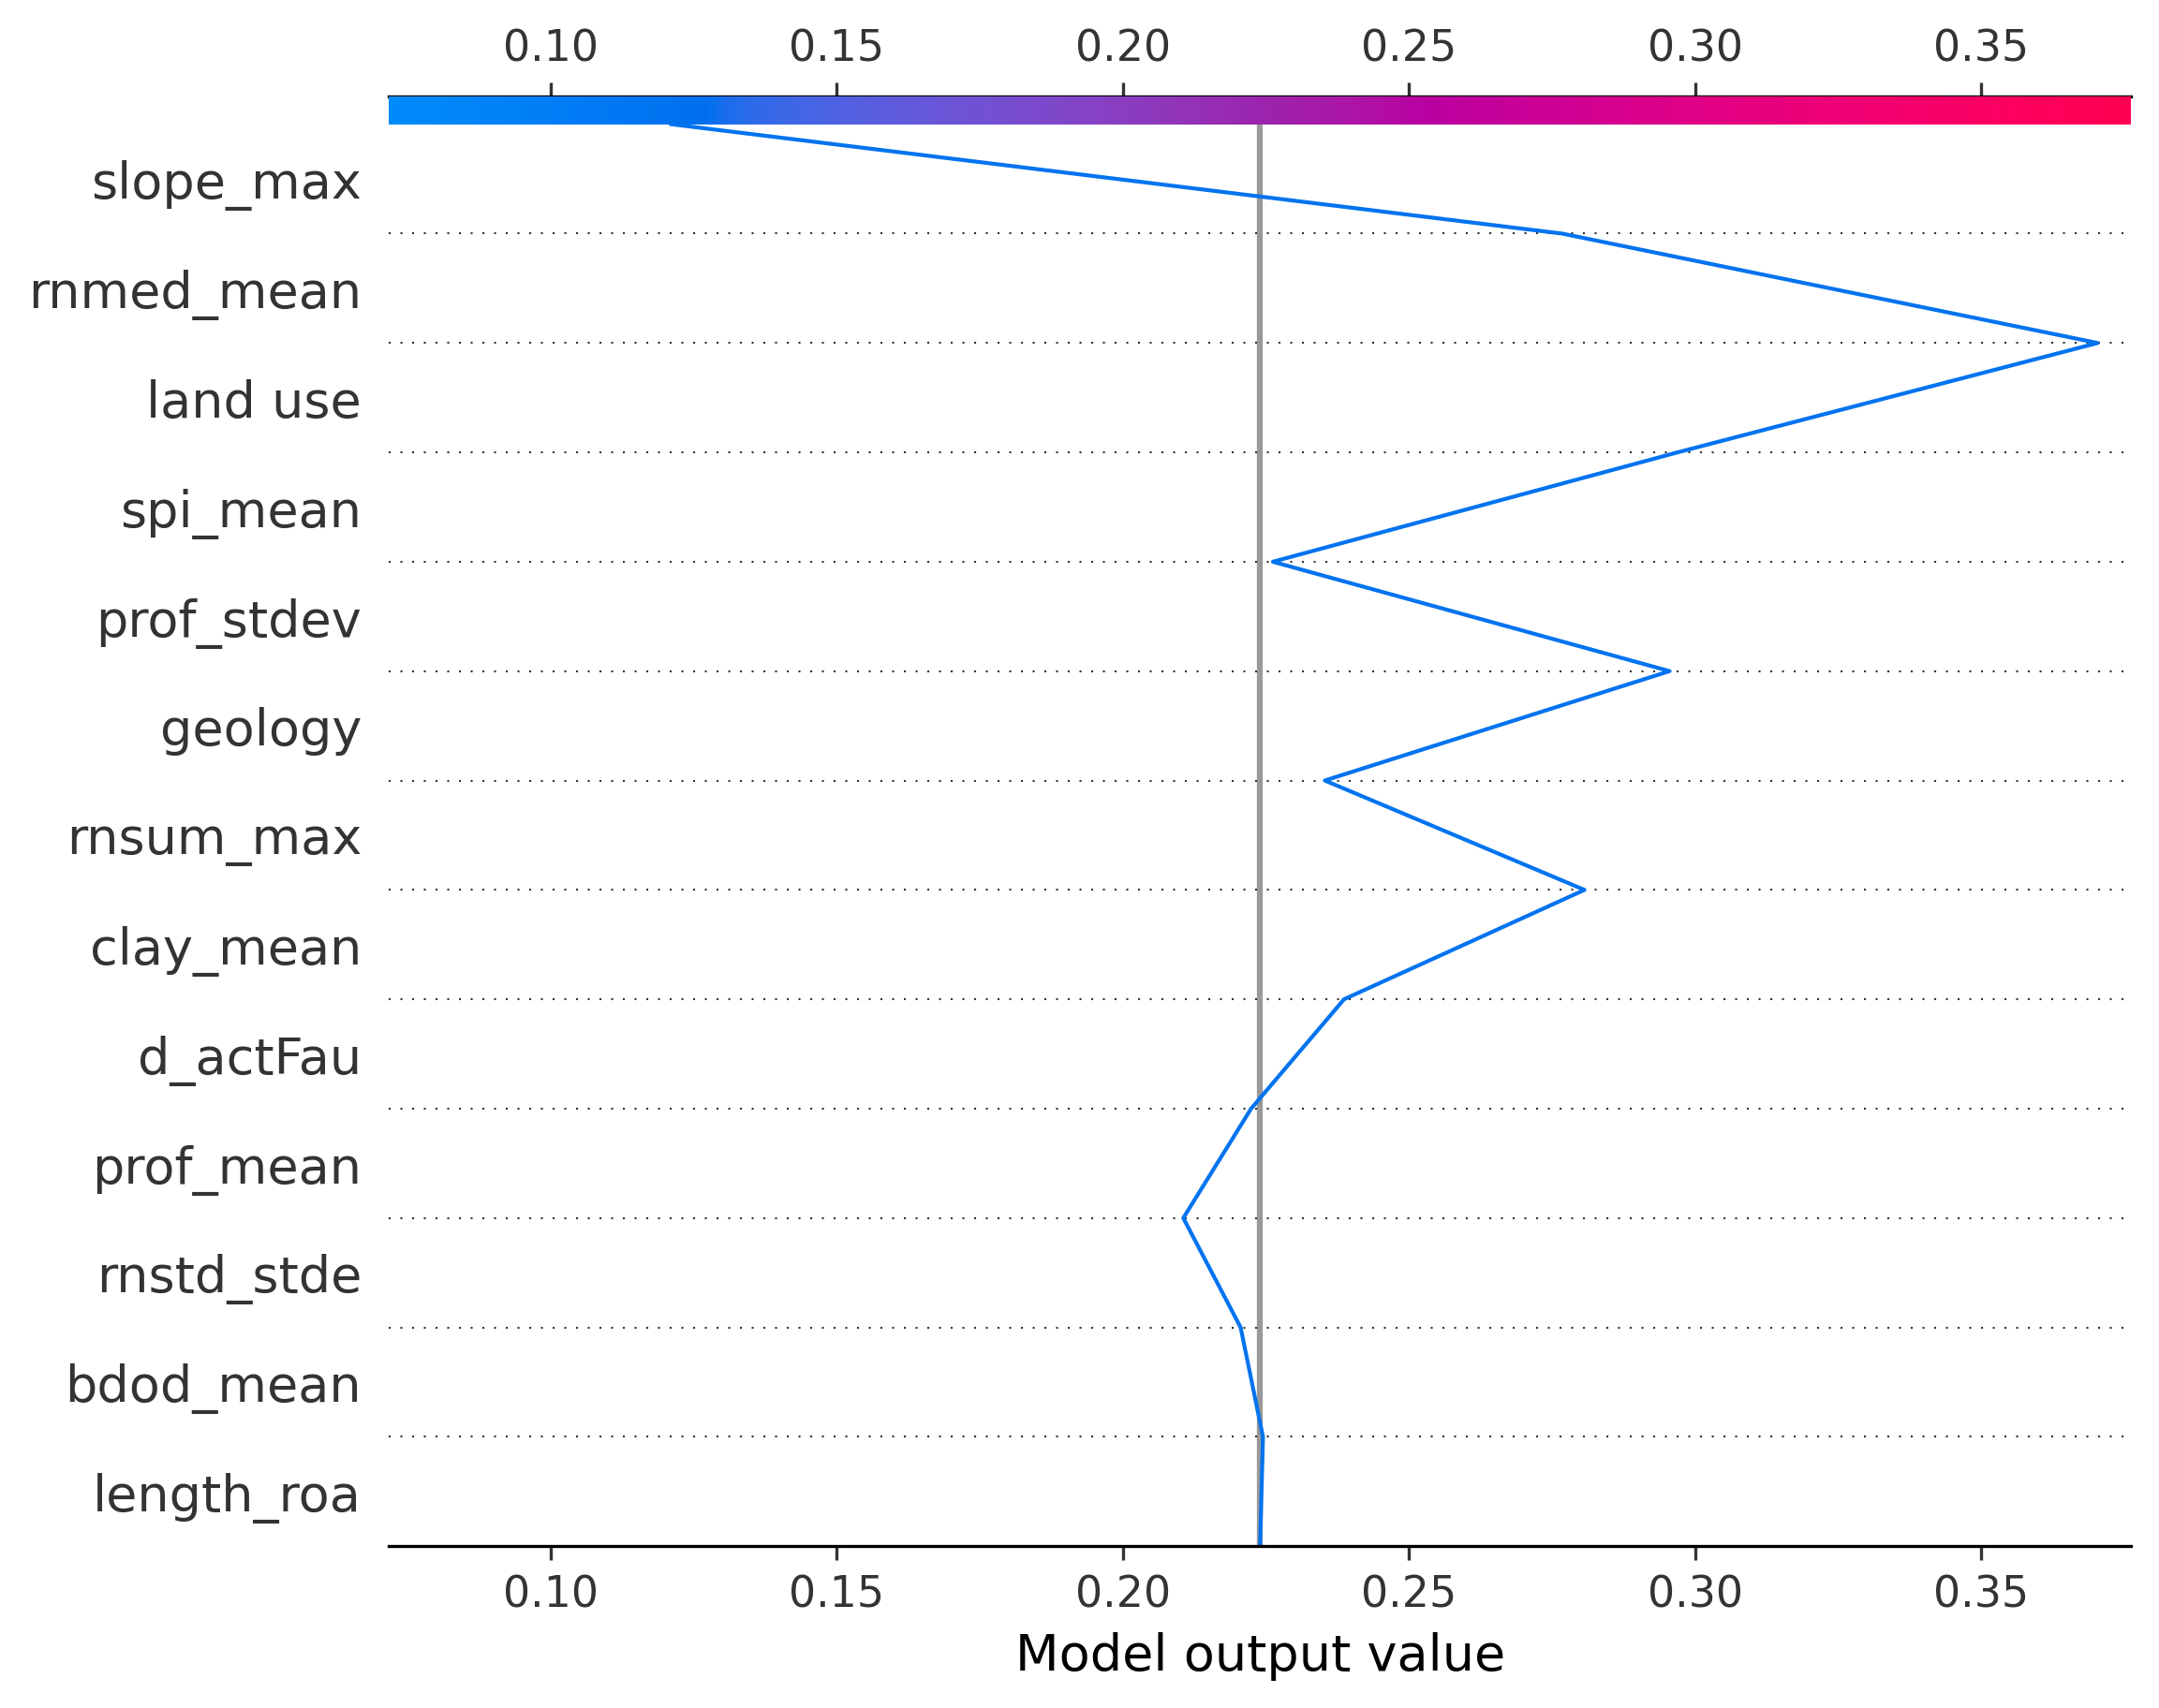 0.10 0.15 0.20 0.25 0.30 0.35
slope_max
rnmed_mean
land use
spi_mean
prof_stdev
geology
rnsum_max
clay_mean
d_actFau
prof_mean
rnstd_stde
bdod_mean
length_roa
0.10 0.15 0.20 0.25 0.30 0.35
Model output value